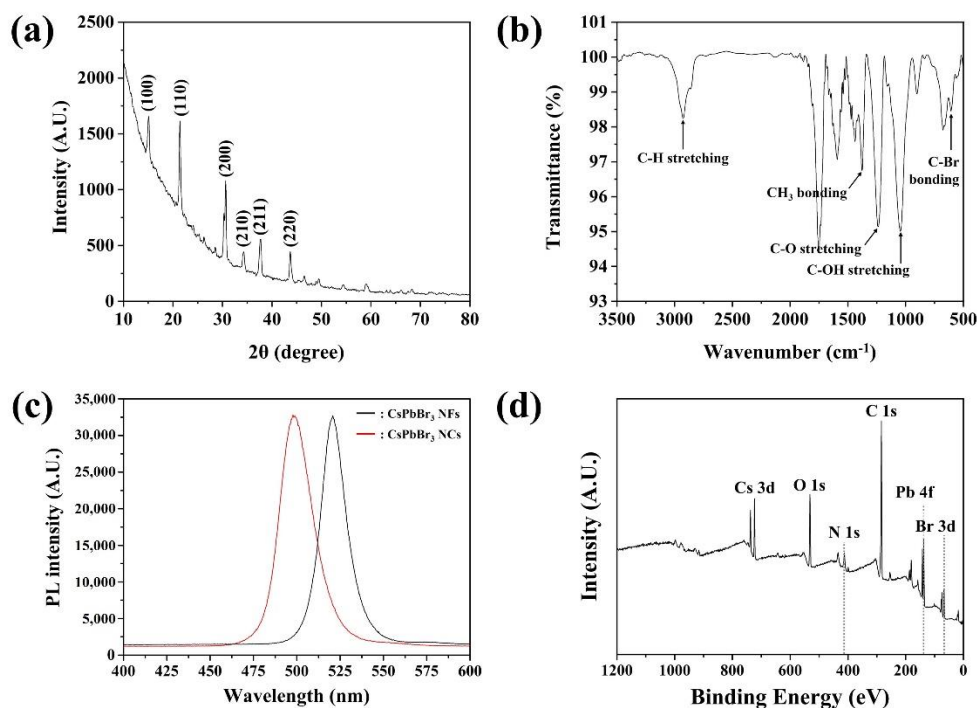 (a)
2500
2000
1500
1000
500
0
Intensity (A.U.)
(100)
(110)
(200)
(210)
(211)
(220)
10 20 30 40 50 60 70 80
2θ (degree)
(b)
101
100
99
98
97
96
95
94
93
Transmittance (%)
C-H stretching
CH₃ bonding
C-O stretching
C-OH stretching
C-Br
bonding
3500 3000 2500 2000 1500 1000 500
Wavenumber (cm⁻¹)
(c)
35,000
30,000
25,000
20,000
15,000
10,000
5,000
0
PL intensity (A.U.)
: CsPbBr₃ NFs
: CsPbBr₃ NCs
400 425 450 475 500 525 550 575 600
Wavelength (nm)
(d)
Intensity (A.U.)
Cs 3d
O 1s
N 1s
C 1s
Pb 4f
Br 3d
1200 1000 800 600 400 200 0
Binding Energy (eV)